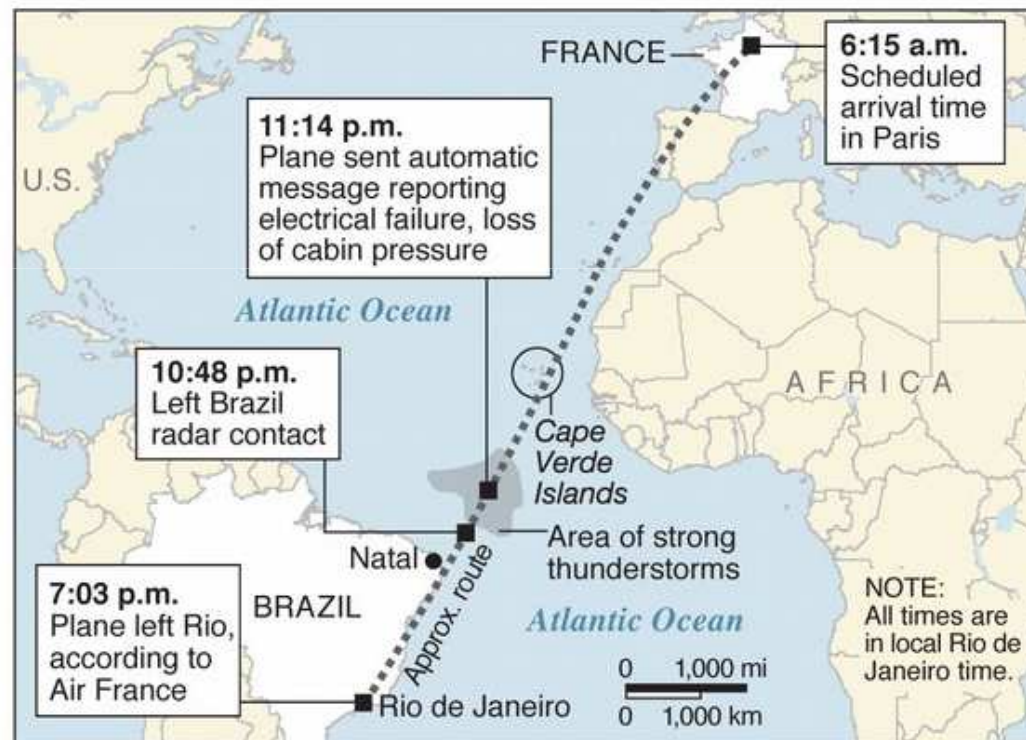 FRANCE
6:15 a.m.
Scheduled
arrival time
in Paris
11:14 p.m.
Plane sent automatic
message reporting
electrical failure, loss
of cabin pressure
U.S.
Atlantic Ocean
10:48 p.m.
Left Brazil
radar contact
AFRICA
Cape
Verde
Islands
Area of strong
thunderstorms
Natal
Approx. route
7:03 p.m.
Plane left Rio,
according to
Air France
BRAZIL
Atlantic Ocean
Rio de Janeiro
0 1,000 mi
0 1,000 km
NOTE:
All times are
in local Rio de
Janeiro time.